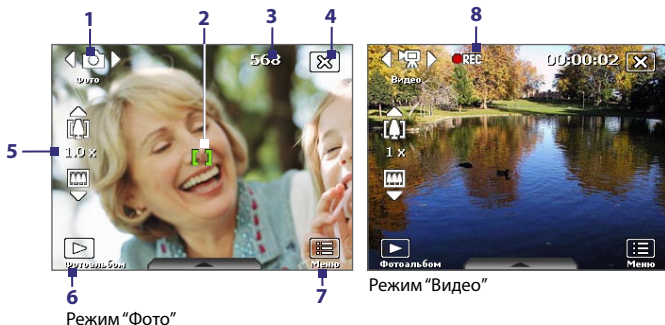 1 2 3 4 8
568
REC 00:00:02
Фото
Видео
5 1.0 x
1 x
Фотоальбом Меню
Фотоальбом Меню
6 7
Режим “Видео”
Режим “Фото”